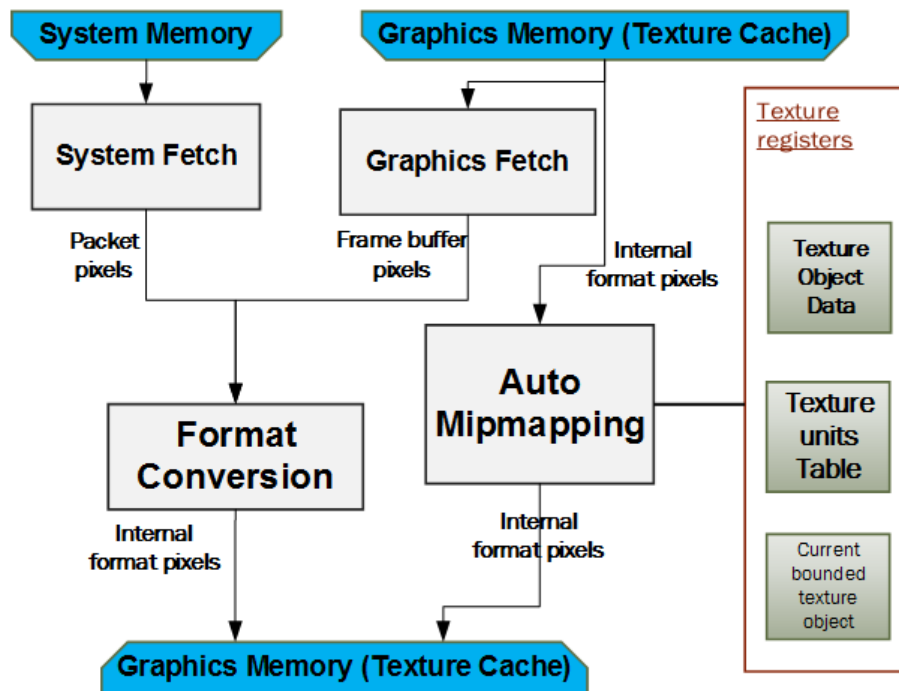 System Memory
Graphics Memory (Texture Cache)
System Fetch
Graphics Fetch
Texture
registers
Packet
pixels
Frame buffer
pixels
Internal
format pixels
Texture
Object
Data
Auto
Mipmapping
Format
Conversion
Texture
units
Table
Internal
format pixels
Internal
format pixels
Current
bounded
texture
object
Graphics Memory (Texture Cache)